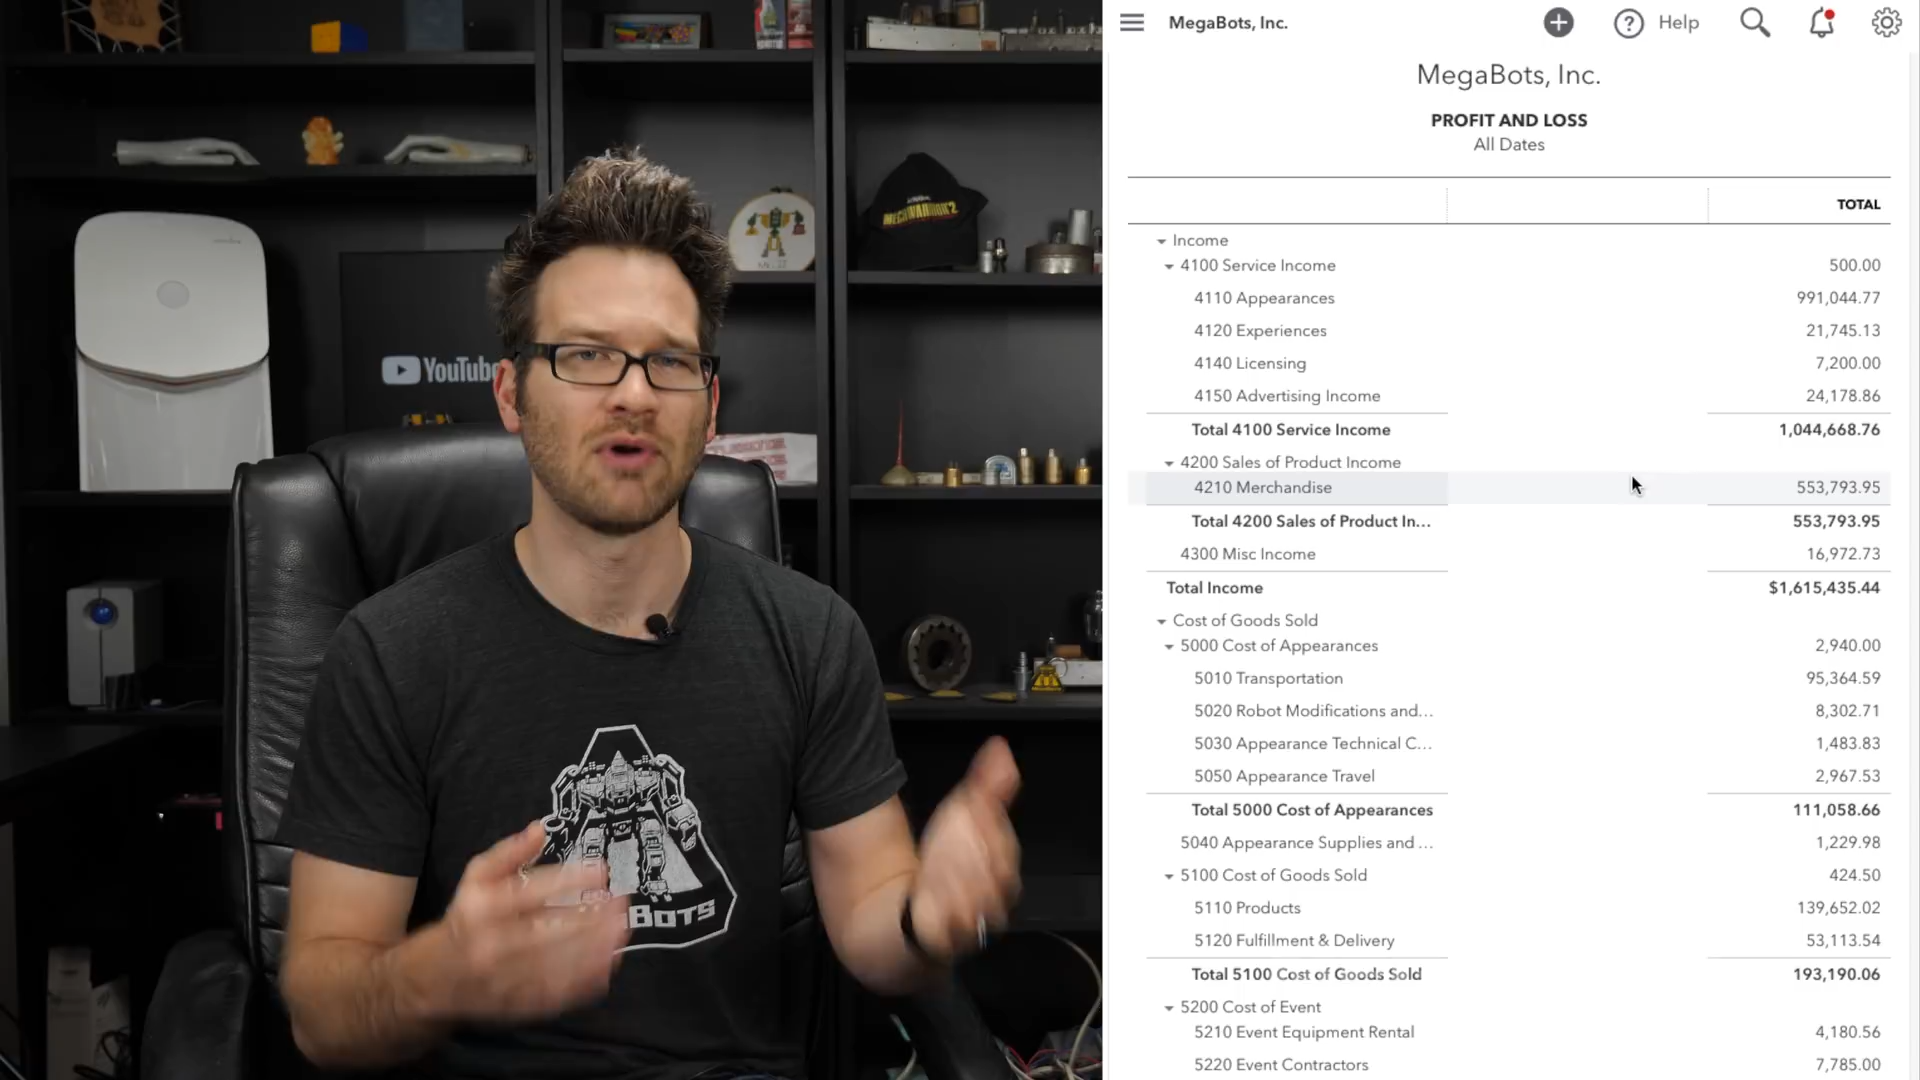 MegaBots, Inc.
Help
MegaBots, Inc.
PROFIT AND LOSS
All Dates
TOTAL
Income
4100 Service Income 500.00
4110 Appearances 991,044.77
4120 Experiences 21,745.13
4140 Licensing 7,200.00
4150 Advertising Income 24,178.86
Total 4100 Service Income 1,044,668.76
4200 Sales of Product Income
4210 Merchandise 553,793.95
Total 4200 Sales of Product In... 553,793.95
4300 Misc Income 16,972.73
Total Income $1,615,435.44
Cost of Goods Sold
5000 Cost of Appearances 2,940.00
5010 Transportation 95,364.59
5020 Robot Modifications and... 8,302.71
5030 Appearance Technical C... 1,483.83
5050 Appearance Travel 2,967.53
Total 5000 Cost of Appearances 111,058.66
5040 Appearance Supplies and ... 1,229.98
5100 Cost of Goods Sold 424.50
5110 Products 139,652.02
5120 Fulfillment & Delivery 53,113.54
Total 5100 Cost of Goods Sold 193,190.06
5200 Cost of Event
5210 Event Equipment Rental 4,180.56
5220 Event Contractors 7,785.00
YouTube
MECHWARRIOR 2
BOTS